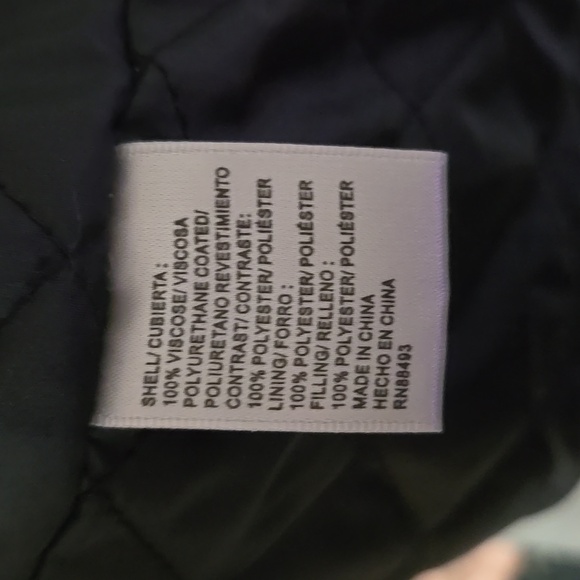 SHELL/ CUBIERTA :
100% VISCOSE/ VISCOSA
POLYURETHANE COATED/
POLIURETANO REVESTIMIENTO
CONTRAST/ CONTRASTE:
100% POLYESTER/ POLIÉSTER
LINING/ FORRO :
100% POLYESTER/ POLIÉSTER
FILLING/ RELLENO :
100% POLYESTER/ POLIÉSTER
MADE IN CHINA
HECHO EN CHINA
RN88493